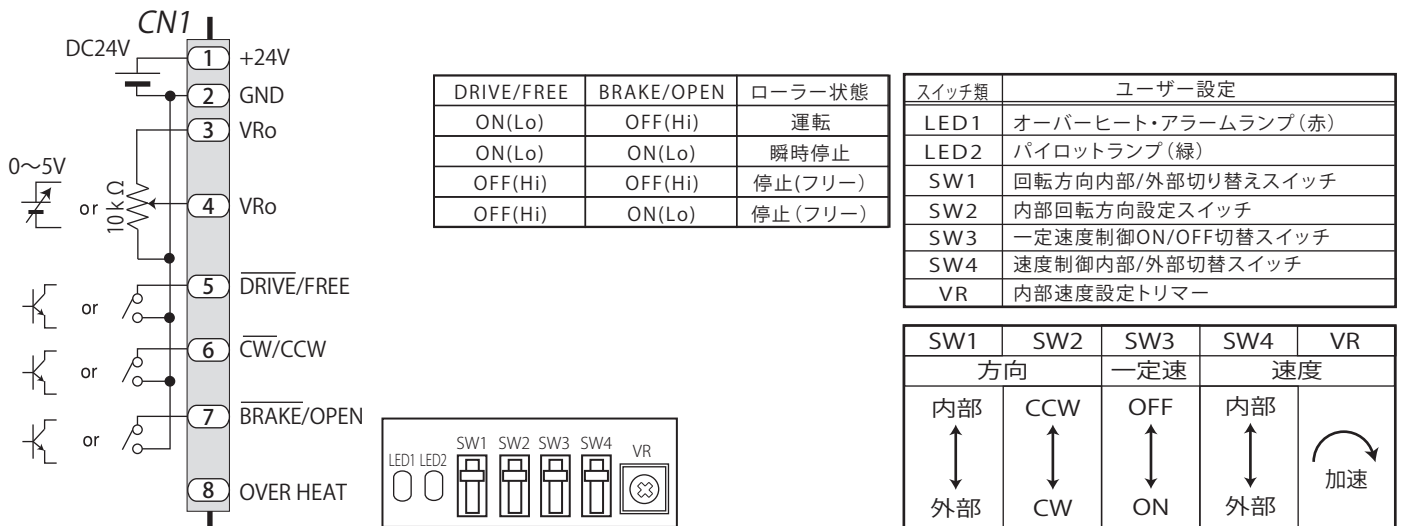 CN1
DC24V
1 +24V
2 GND
3 VRo
0～5V
or
10kΩ
4 VRo
5 DRIVE/FREE
or
6 CW/CCW
or
7 BRAKE/OPEN
or
8 OVER HEAT
DRIVE/FREE BRAKE/OPEN ローラー状態
ON(Lo) OFF(Hi) 運転
ON(Lo) ON(Lo) 瞬時停止
OFF(Hi) OFF(Hi) 停止(フリー)
OFF(Hi) ON(Lo) 停止(フリー)
LED1 LED2 SW1 SW2 SW3 SW4 VR
スイッチ類 ユーザー設定
LED1 オーバーヒート・アラームランプ(赤)
LED2 パイロットランプ(緑)
SW1 回転方向内部/外部切り替えスイッチ
SW2 内部回転方向設定スイッチ
SW3 一定速度制御ON/OFF切替スイッチ
SW4 速度制御内部/外部切替スイッチ
VR 内部速度設定トリマー
SW1 SW2 SW3 SW4 VR
方向 一定速 速度
内部 CCW OFF 内部
加速
外部 CW ON 外部